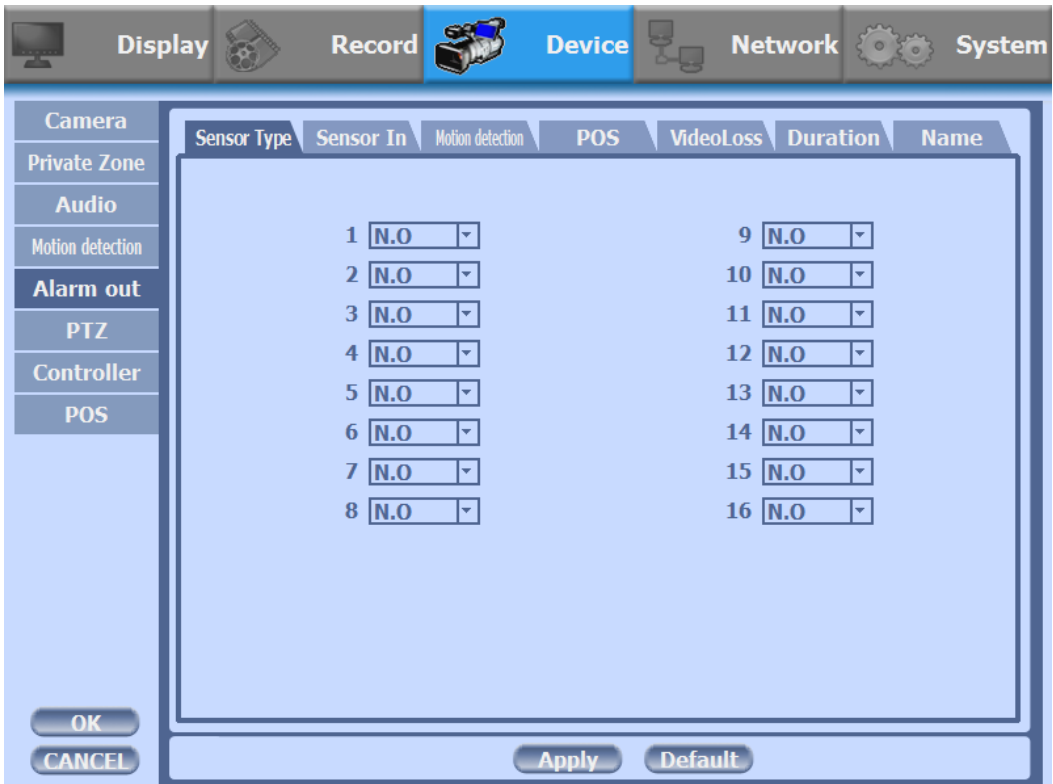 Display Record Device Network System
Camera
Private Zone
Audio
Motion detection
Alarm out
PTZ
Controller
POS
Sensor Type Sensor In Motion detection POS VideoLoss Duration Name
1 N.O 9 N.O
2 N.O 10 N.O
3 N.O 11 N.O
4 N.O 12 N.O
5 N.O 13 N.O
6 N.O 14 N.O
7 N.O 15 N.O
8 N.O 16 N.O
OK
CANCEL
Apply Default